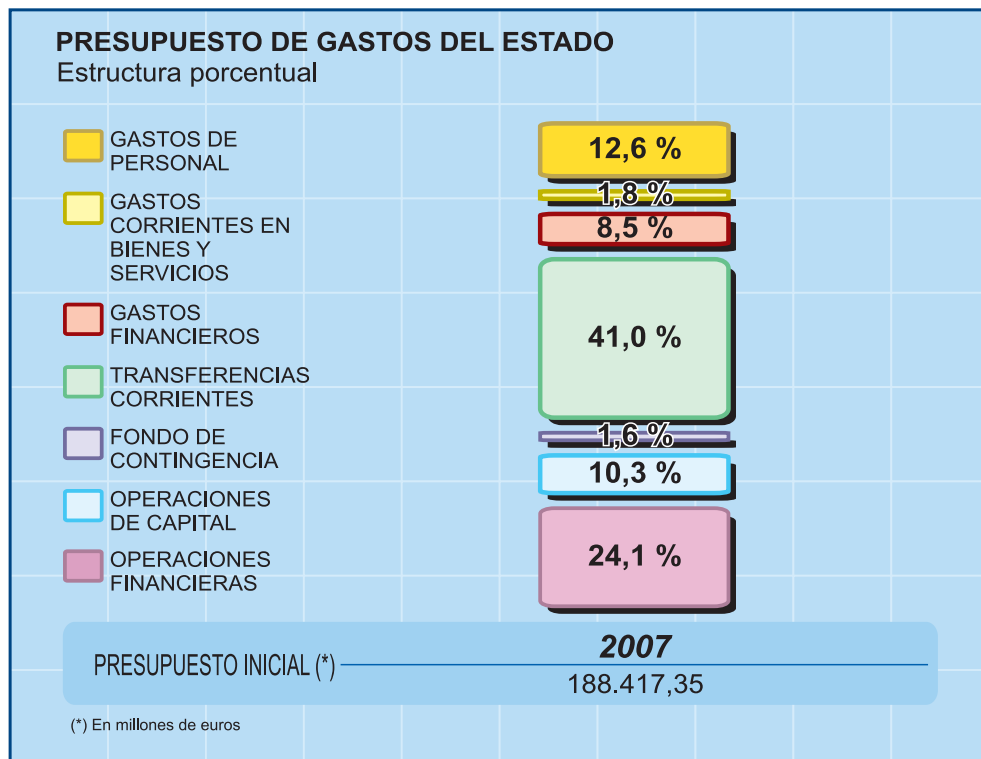 PRESUPUESTO DE GASTOS DEL ESTADO
Estructura porcentual
GASTOS DE
PERSONAL
12,6 %
GASTOS
CORRIENTES EN
BIENES Y
SERVICIOS
1,8 %
GASTOS
FINANCIEROS
8,5 %
TRANSFERENCIAS
CORRIENTES
41,0 %
FONDO DE
CONTINGENCIA
1,6 %
OPERACIONES
DE CAPITAL
10,3 %
OPERACIONES
FINANCIERAS
24,1 %
PRESUPUESTO INICIAL (*)
2007
188.417,35
(*) En millones de euros